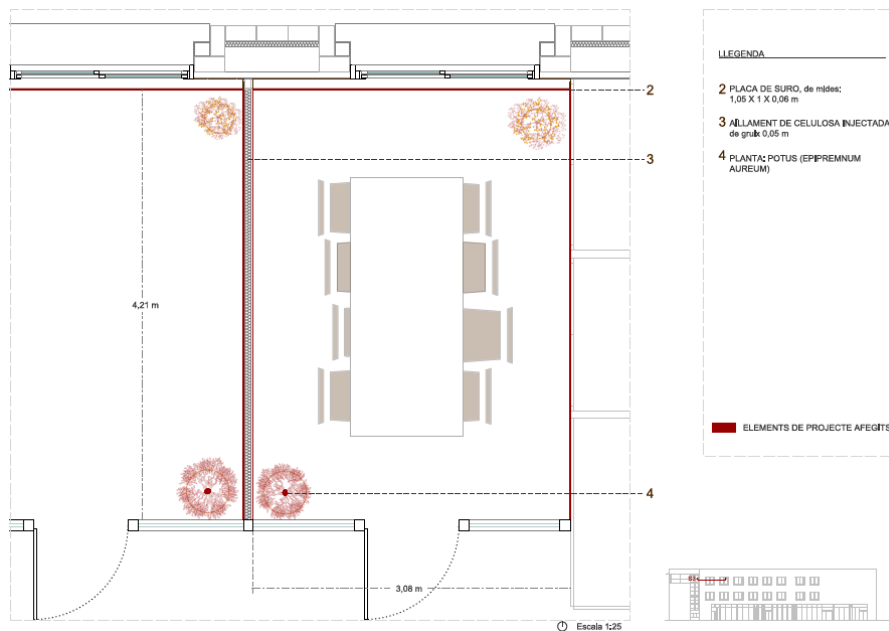 LLEGENDA
2 PLACA DE SURO, de mides:
1,05 X 1 X 0,06 m
3 AÏLLAMENT DE CELULOSA INJECTADA
de gruix 0,05 m
4 PLANTA: POTUS (EPIPREMNUM
AUREUM)
2
3
4,21 m
ELEMENTS DE PROJECTE AFEGITS
4
3,08 m
Escala 1:25